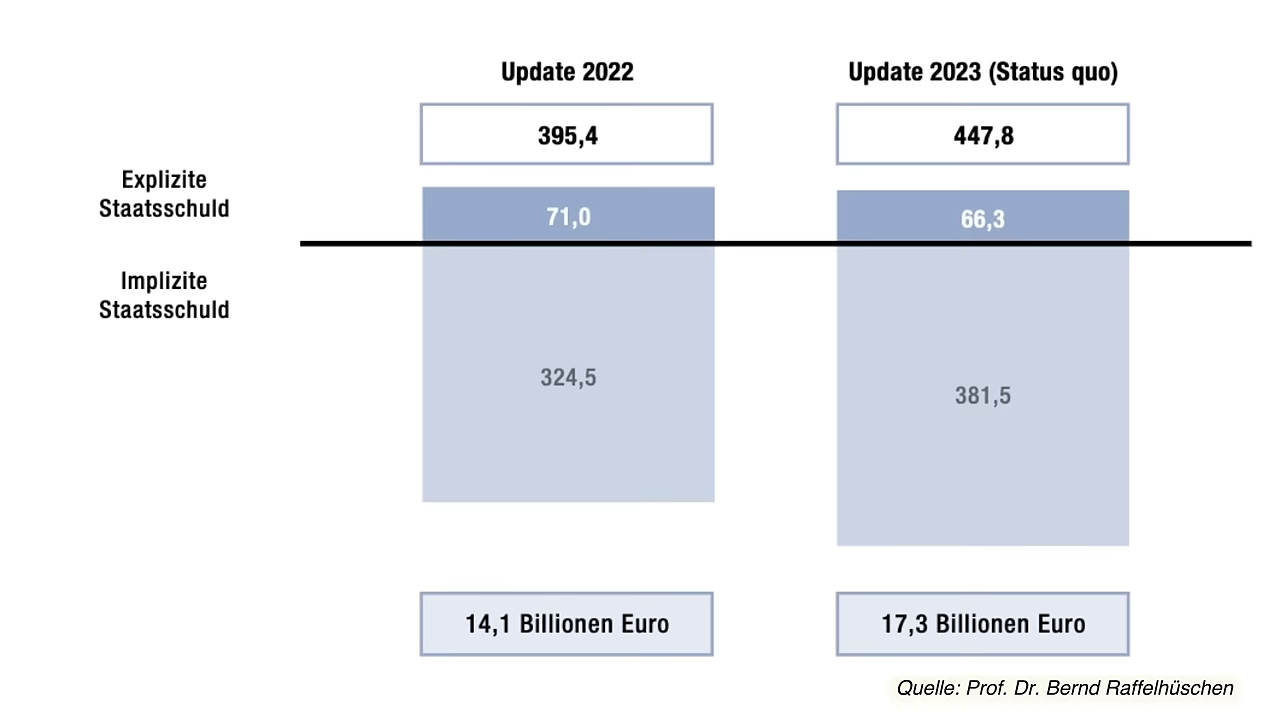 Update 2022
Update 2023 (Status quo)
395,4
447,8
Explizite
Staatsschuld
71,0
66,3
Implizite
Staatsschuld
324,5
381,5
14,1 Billionen Euro
17,3 Billionen Euro
Quelle: Prof. Dr. Bernd Raffelhüschen